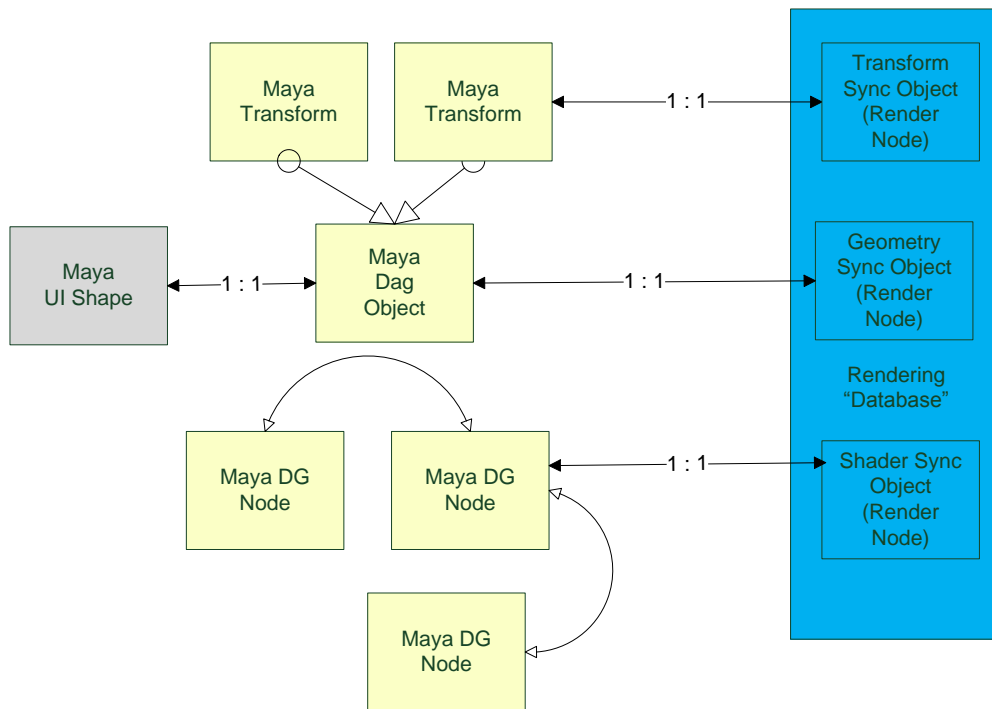 Maya
Transform
Maya
Transform
1 : 1
Transform
Sync Object
(Render
Node)
Maya
UI Shape
1 : 1
Maya
Dag
Object
1 : 1
Geometry
Sync Object
(Render
Node)
Rendering
“Database”
Maya DG
Node
Maya DG
Node
1 : 1
Shader Sync
Object
(Render
Node)
Maya DG
Node